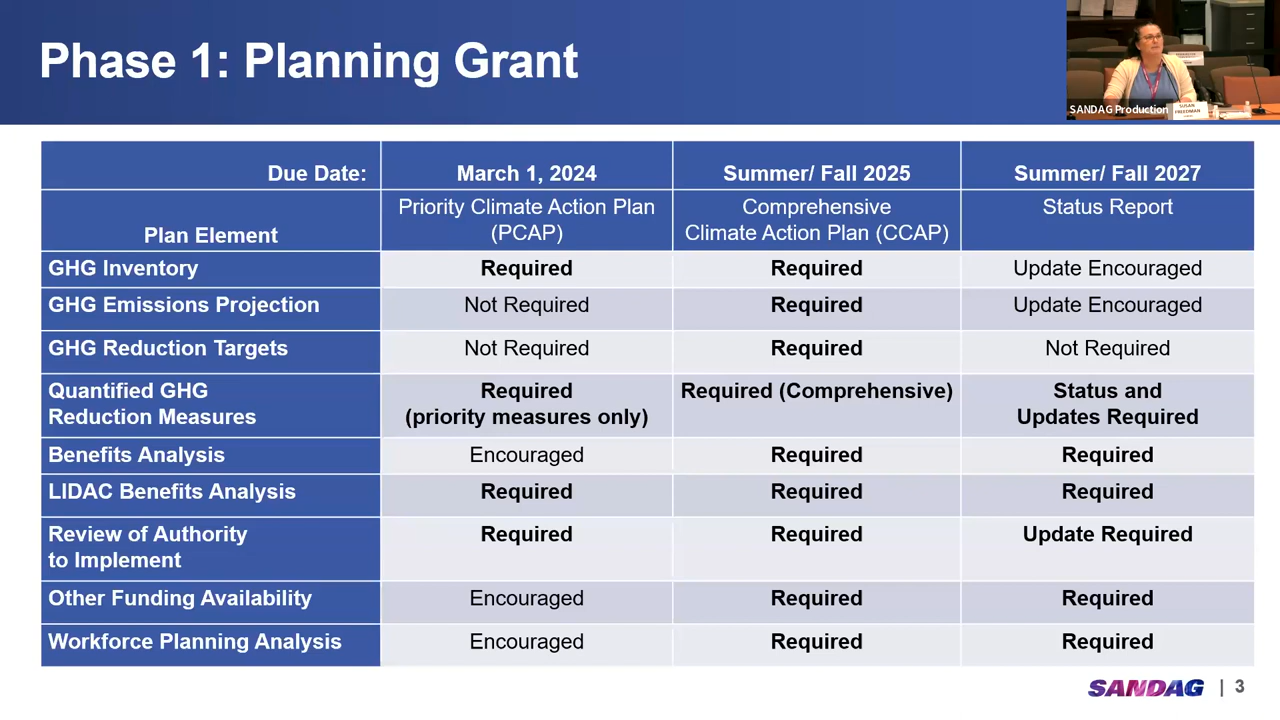 Phase 1: Planning Grant
SANDAG Production
SUSAN
FREEDMAN
Due Date: March 1, 2024 Summer/ Fall 2025 Summer/ Fall 2027
Plan Element Priority Climate Action Plan (PCAP) Comprehensive Climate Action Plan (CCAP) Status Report
GHG Inventory Required Required Update Encouraged
GHG Emissions Projection Not Required Required Update Encouraged
GHG Reduction Targets Not Required Required Not Required
Quantified GHG Reduction Measures Required (priority measures only) Required (Comprehensive) Status and Updates Required
Benefits Analysis Encouraged Required Required
LIDAC Benefits Analysis Required Required Required
Review of Authority to Implement Required Required Update Required
Other Funding Availability Encouraged Required Required
Workforce Planning Analysis Encouraged Required Required
SANDAG | 3